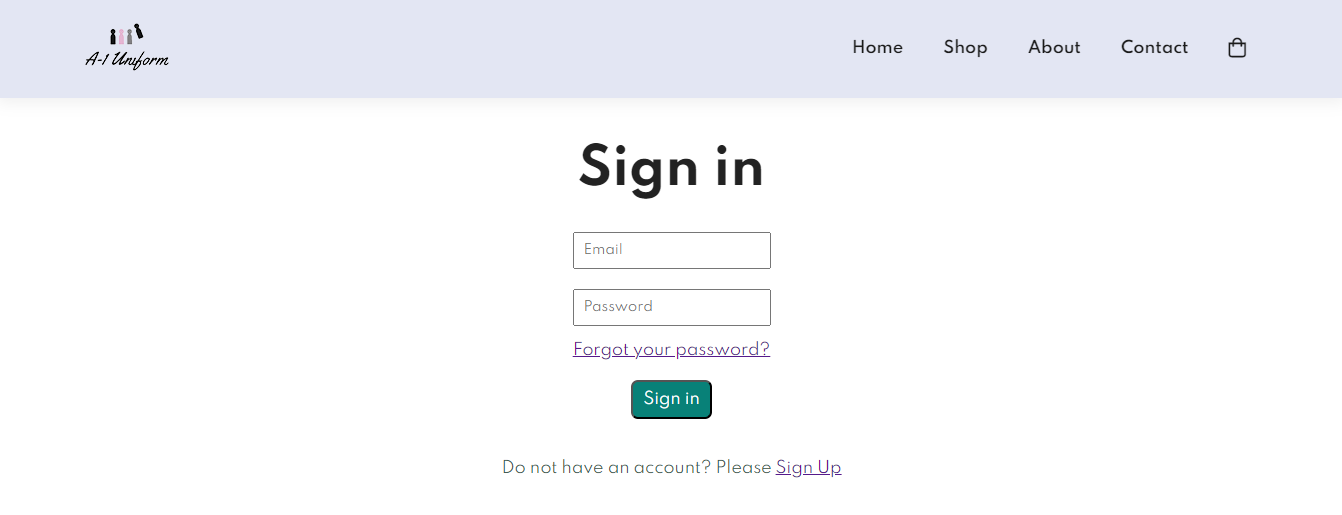 A-1 Uniform
Home Shop About Contact
Sign in
Email
Password
Forgot your password?
Sign in
Do not have an account? Please Sign Up